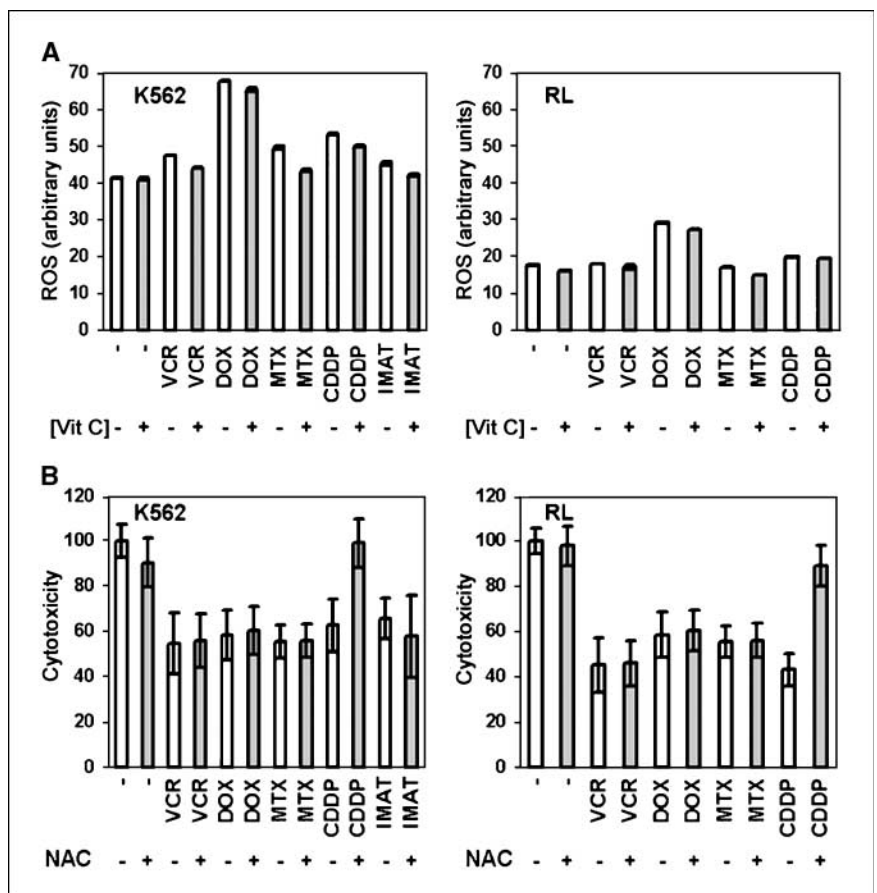 A
K562
ROS (arbitrary units)
70
60
50
40
30
20
10
0
- - VCR VCR DOX DOX MTX MTX CDDP CDDP IMAT IMAT
[Vit C] - + - + - + - + - + - +
RL
ROS (arbitrary units)
70
60
50
40
30
20
10
0
- - VCR VCR DOX DOX MTX MTX CDDP CDDP
[Vit C] - + - + - + - + - +
B
K562
Cytotoxicity
120
100
80
60
40
20
0
- - VCR VCR DOX DOX MTX MTX CDDP CDDP IMAT IMAT
NAC - + - + - + - + - + - +
RL
Cytotoxicity
120
100
80
60
40
20
0
- - VCR VCR DOX DOX MTX MTX CDDP CDDP
NAC - + - + - + - + - +